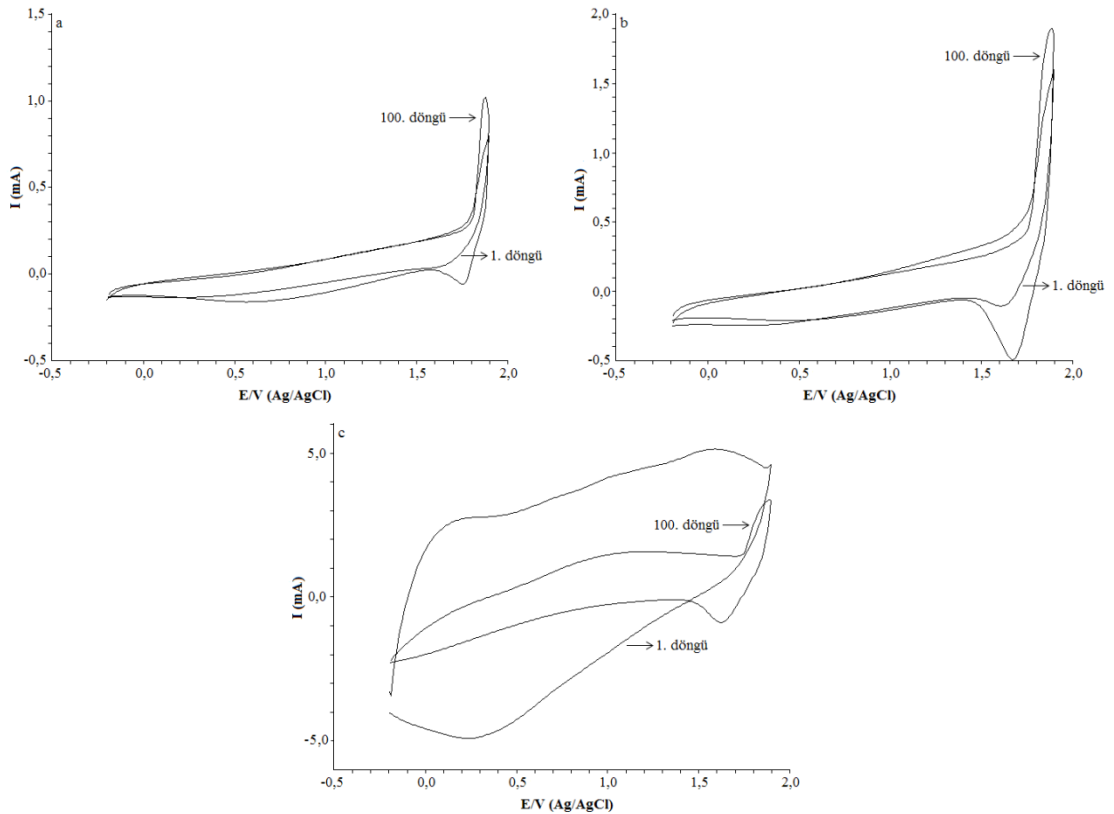 a
1,5
1,0
0,5
0,0
-0,5
I (mA)
100. döngü
1. döngü
-0,5
0,0
0,5
1,0
1,5
2,0
E/V (Ag/AgCl)
b
2,0
1,5
1,0
0,5
0,0
-0,5
I (mA)
100. döngü
1. döngü
-0,5
0,0
0,5
1,0
1,5
2,0
E/V (Ag/AgCl)
c
5,0
0,0
-5,0
I (mA)
100. döngü
1. döngü
-0,5
0,0
0,5
1,0
1,5
2,0
E/V (Ag/AgCl)